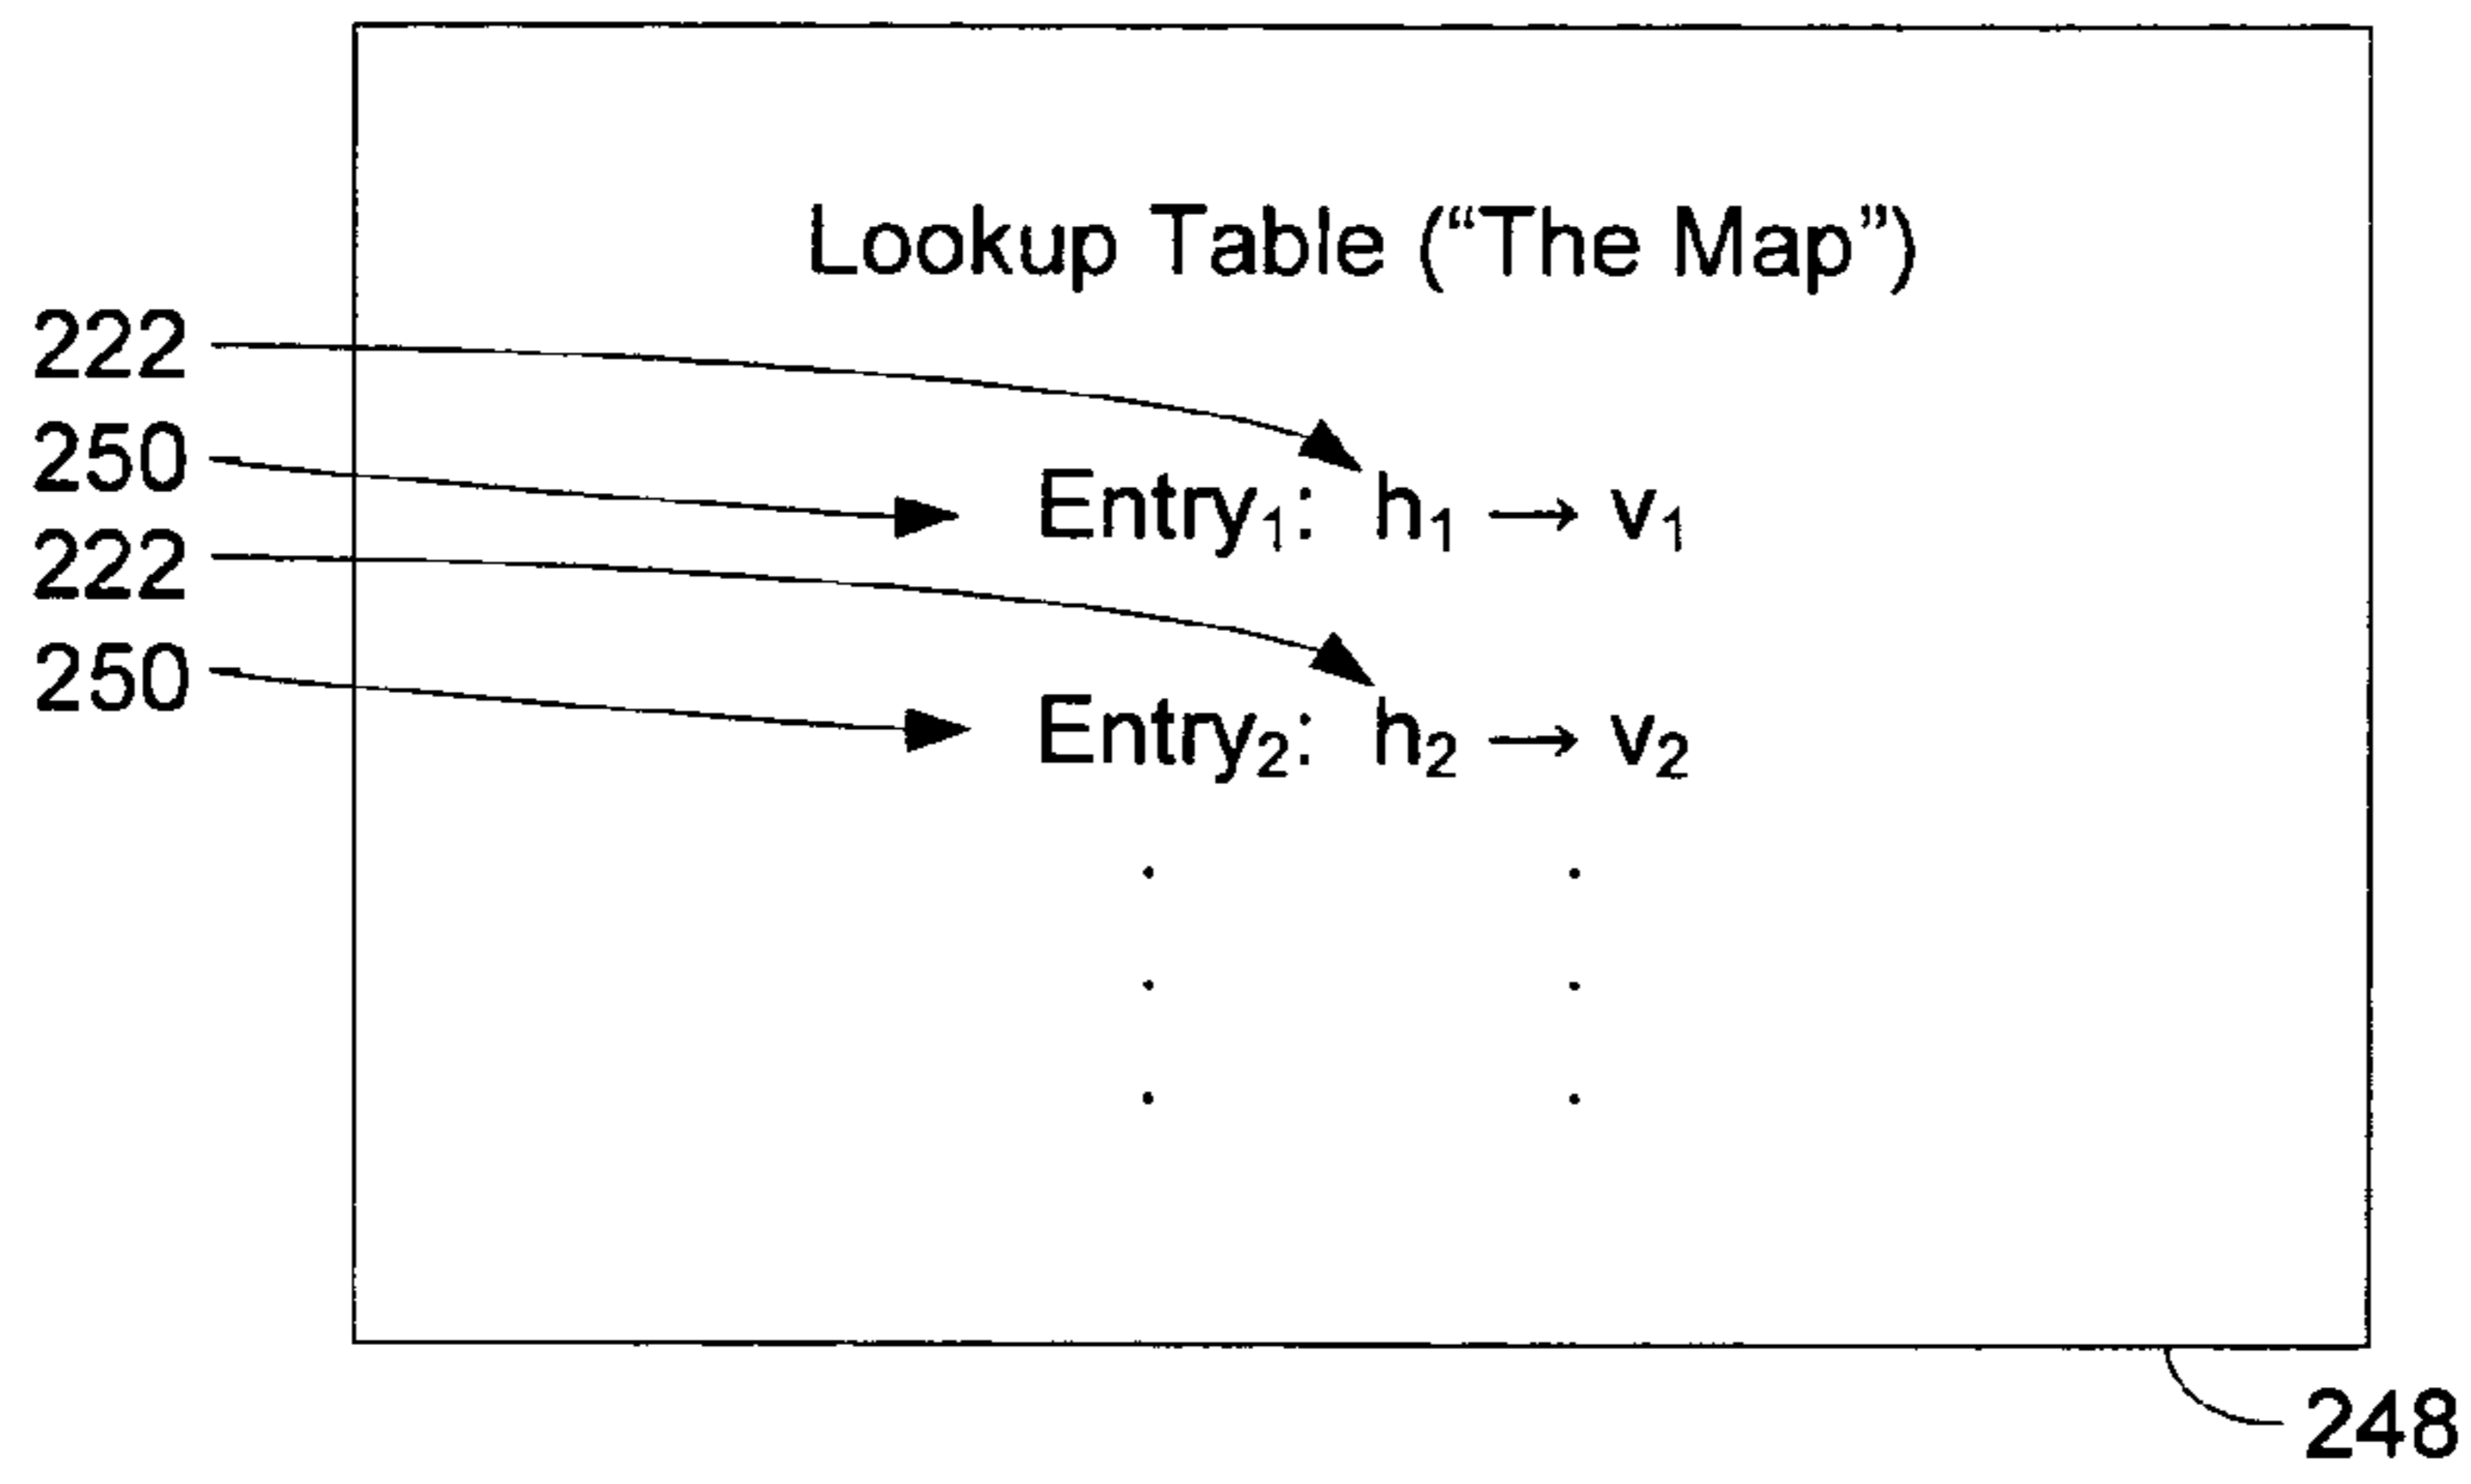 Lookup Table (“The Map”)
222
250 Entry₁: h₁ → v₁
222
250 Entry₂: h₂ → v₂
248